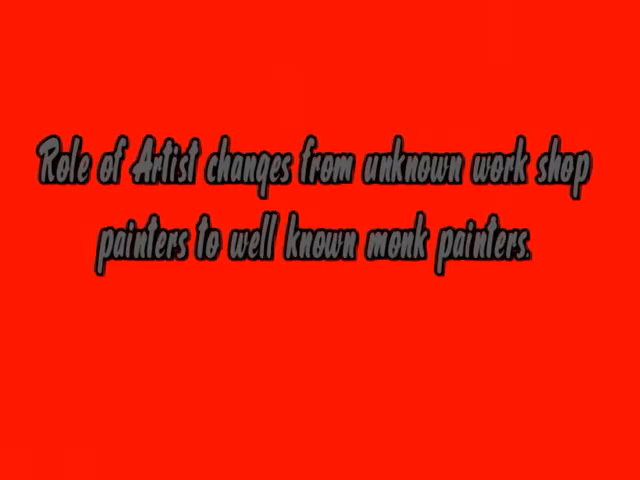 Role of Artist changes from unknown work shop
painters to well known monk painters.